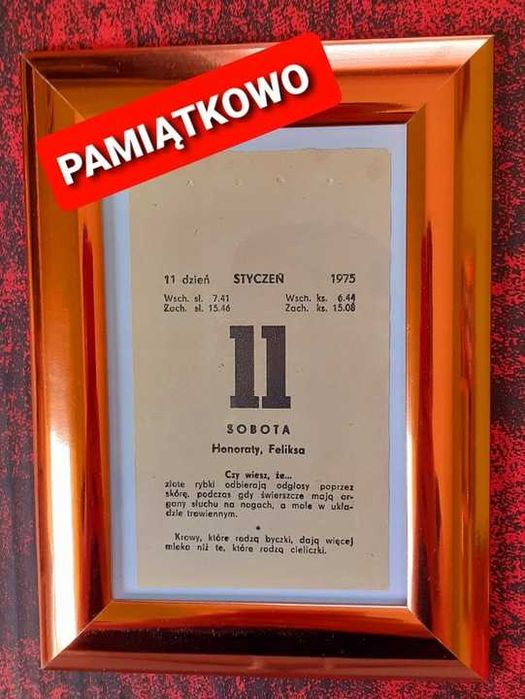 PAMIĄTKOWO
11 dzień STYCZEŃ 1975
Wsch. sł. 7.41 Wsch. ks. 6.44
Zach. sł. 15.46 Zach. ks. 15.08
11
SOBOTA
Honoraty, Feliksa
Czy wiesz, że...
złote rybki odbierają odgłosy poprzez
skórę, podczas gdy świerszcze mają or-
gany słuchu na nogach, a mole w ukła-
dzie trawiennym.
*
Krowy, które rodzą byczki, dają więcej
mleka niż te, które rodzą cieliczki.